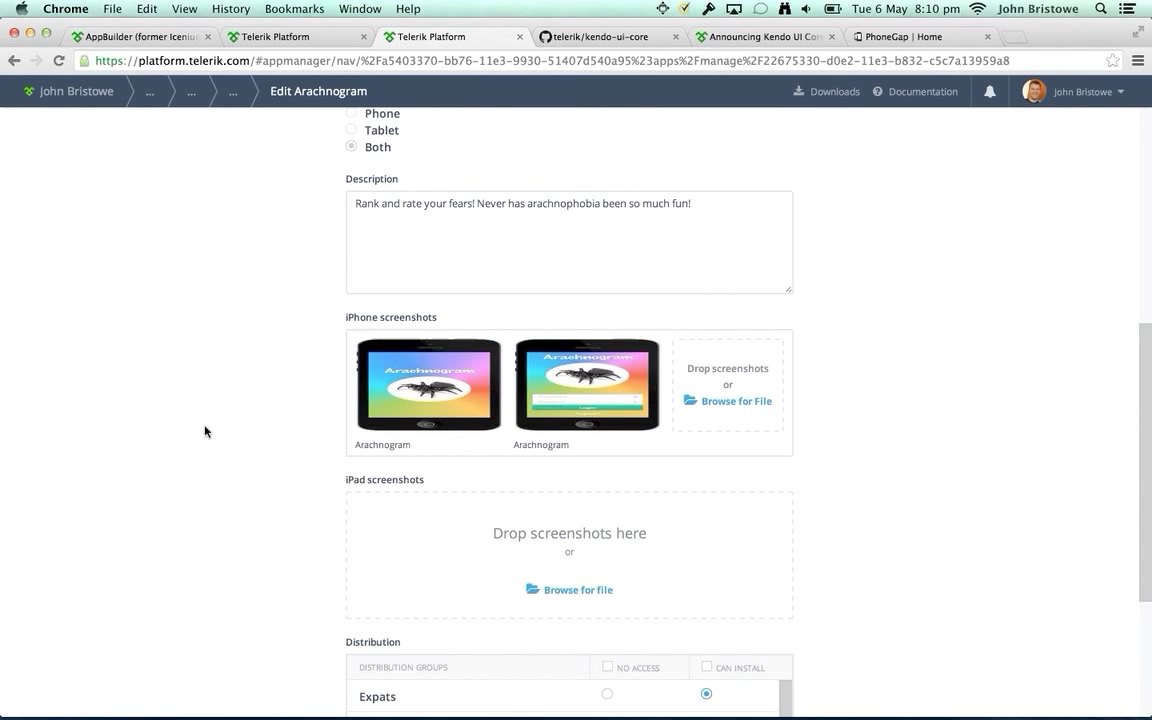 Chrome File Edit View History Bookmarks Window Help Tue 6 May 8:10 pm John Bristowe
AppBuilder (former Iceniu Telerik Platform Telerik Platform telerik/kendo-ui-core Announcing Kendo UI Cor PhoneGap | Home
https://platform.telerik.com/#appmanager/nav/%2Fa5403370-bb76-11e3-9930-51407d540a95%23apps%2Fmanage%2F22675330-d0e2-11e3-b832-c5c7a13959a8
John Bristowe ... ... ... Edit Arachnogram Downloads Documentation John Bristowe
Phone
Tablet
Both
Description
Rank and rate your fears! Never has arachnophobia been so much fun!
iPhone screenshots
Arachnogram Arachnogram
Drop screenshots
or
Browse for File
Login
Arachnogram Arachnogram
iPad screenshots
Drop screenshots here
or
Browse for file
Distribution
DISTRIBUTION GROUPS NO ACCESS CAN INSTALL
Expats